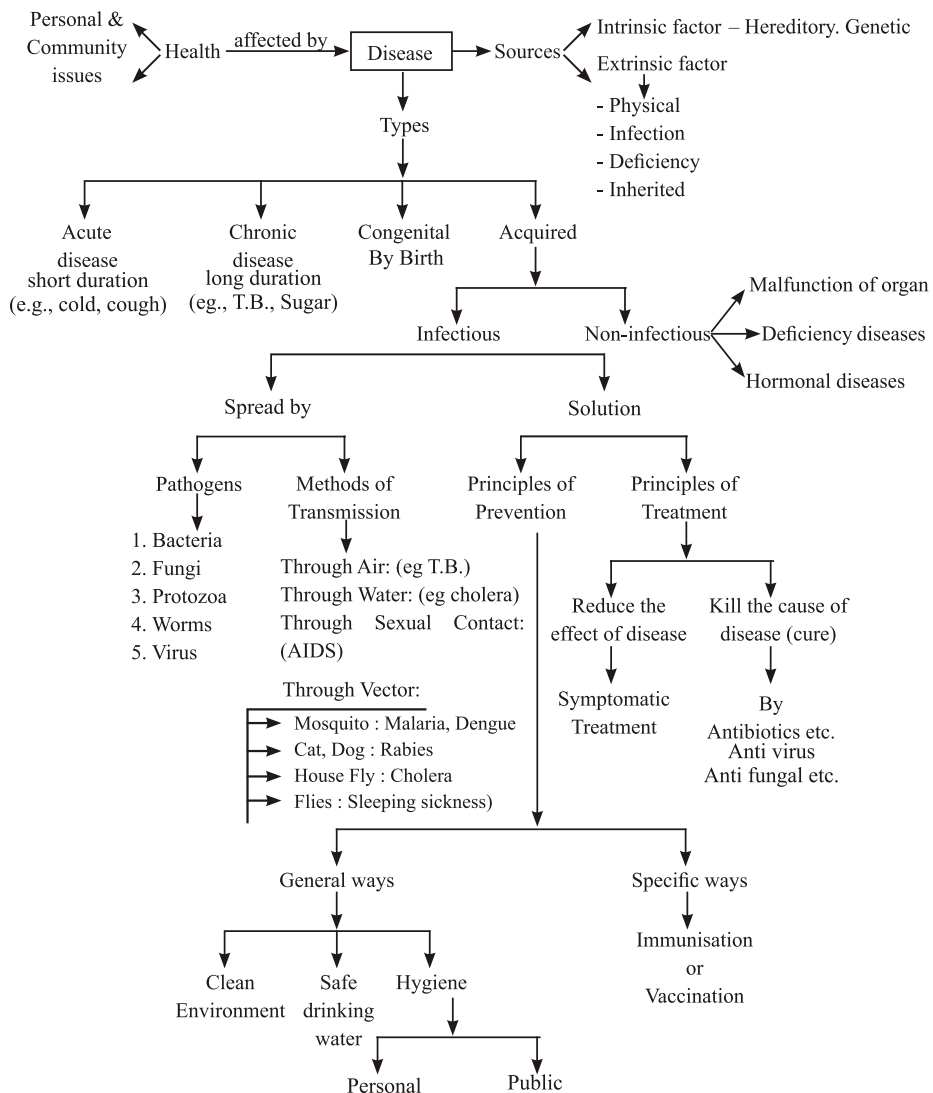 Personal &
Community
issues
Health
affected by
Disease
Sources
Intrinsic factor – Hereditary. Genetic
Extrinsic factor
- Physical
- Infection
- Deficiency
- Inherited
Types
Acute
disease
short duration
(e.g., cold, cough)
Chronic
disease
long duration
(eg., T.B., Sugar)
Congenital
By Birth
Acquired
Infectious
Non-infectious
Malfunction of organ
Deficiency diseases
Hormonal diseases
Spread by
Solution
Pathogens
1. Bacteria
2. Fungi
3. Protozoa
4. Worms
5. Virus
Methods of
Transmission
Through Air: (eg T.B.)
Through Water: (eg cholera)
Through Sexual Contact:
(AIDS)
Through Vector:
Mosquito : Malaria, Dengue
Cat, Dog : Rabies
House Fly : Cholera
Flies : Sleeping sickness)
Principles of
Prevention
Principles of
Treatment
Reduce the
effect of disease
Symptomatic
Treatment
Kill the cause of
disease (cure)
By
Antibiotics etc.
Anti virus
Anti fungal etc.
General ways
Specific ways
Clean
Environment
Safe
drinking
water
Hygiene
Immunisation
or
Vaccination
Personal
Public